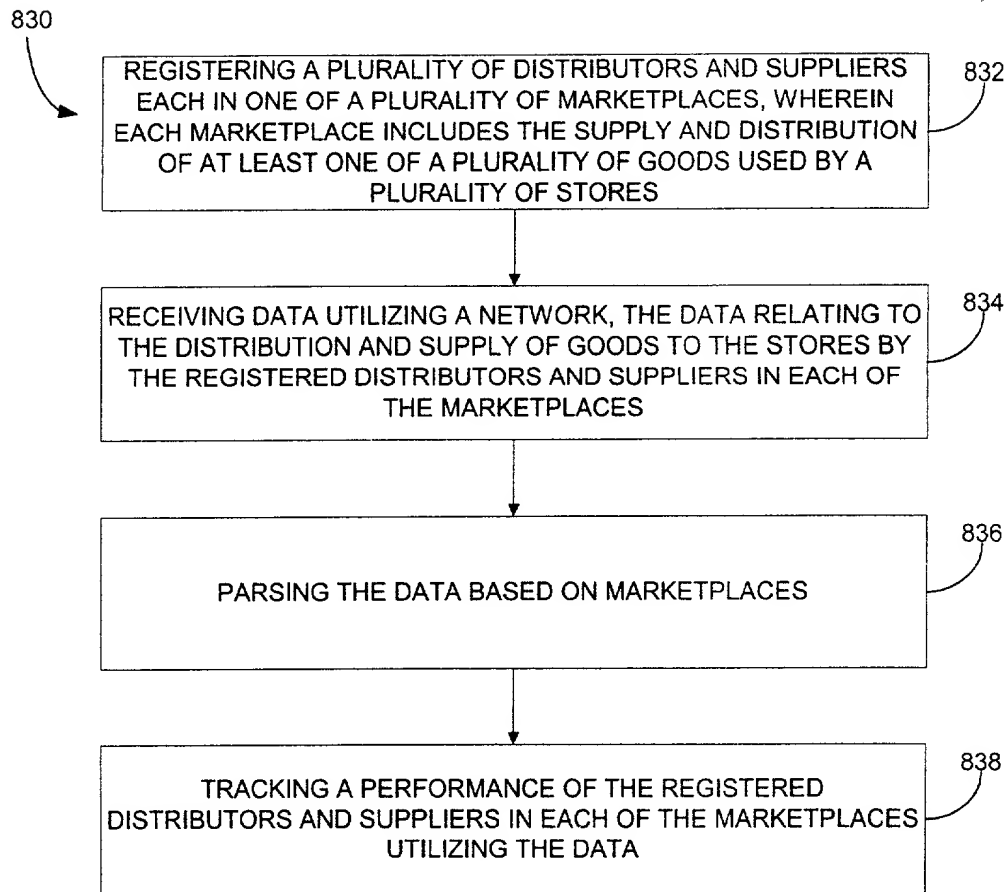 830
REGISTERING A PLURALITY OF DISTRIBUTORS AND SUPPLIERS
832
EACH IN ONE OF A PLURALITY OF MARKETPLACES, WHEREIN
EACH MARKETPLACE INCLUDES THE SUPPLY AND DISTRIBUTION
OF AT LEAST ONE OF A PLURALITY OF GOODS USED BY A
PLURALITY OF STORES
RECEIVING DATA UTILIZING A NETWORK, THE DATA RELATING TO
834
THE DISTRIBUTION AND SUPPLY OF GOODS TO THE STORES BY
THE REGISTERED DISTRIBUTORS AND SUPPLIERS IN EACH OF
THE MARKETPLACES
836
PARSING THE DATA BASED ON MARKETPLACES
838
TRACKING A PERFORMANCE OF THE REGISTERED
DISTRIBUTORS AND SUPPLIERS IN EACH OF THE MARKETPLACES
UTILIZING THE DATA